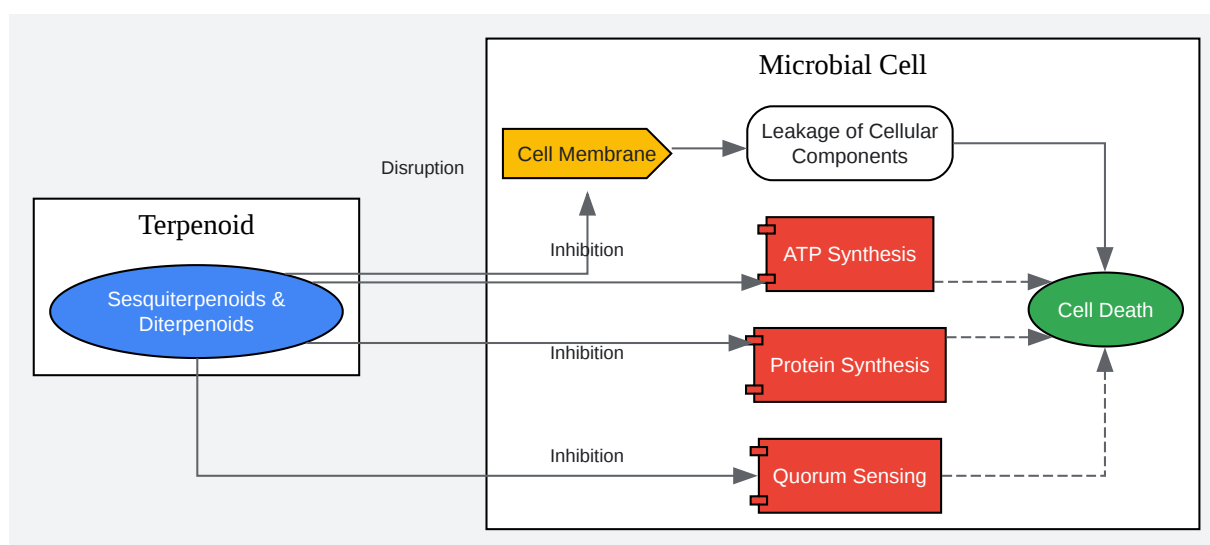 Microbial Cell
Leakage of Cellular
Components
Cell Membrane
Disruption
Terpenoid
Inhibition
ATP Synthesis
Sesquiterpenoids &
Diterpenoids
Cell Death
Inhibition
Protein Synthesis
Inhibition
Quorum Sensing